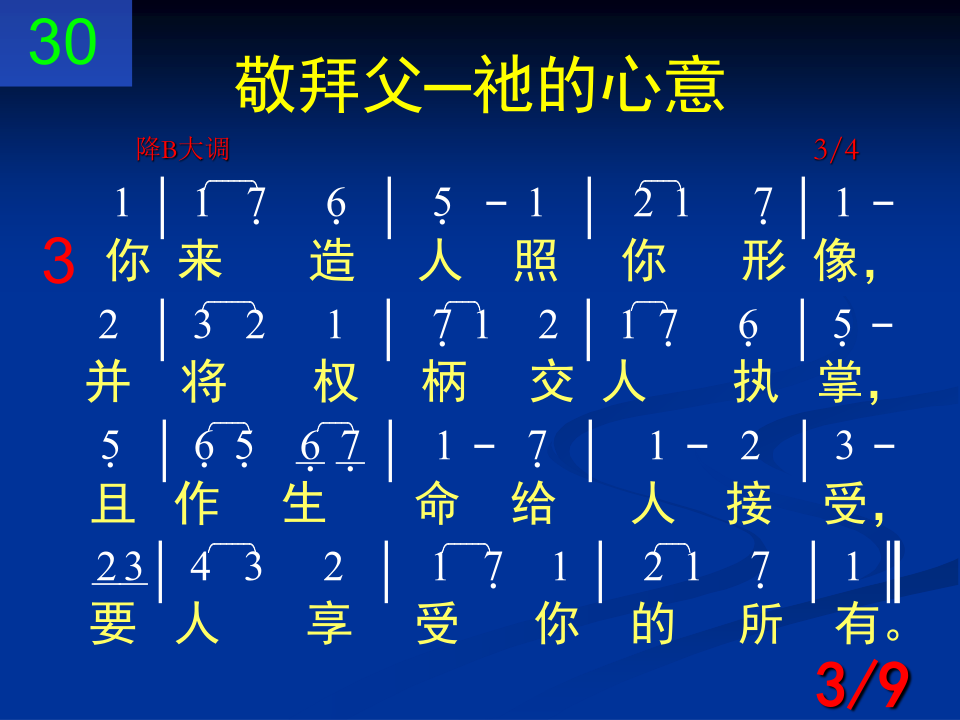 30
敬拜父─祂的心意
降B大调 3/4
1 | 1 7̣ 6̣ | 5̣ - 1 | 2 1 7̣ | 1 -
3 你 来 造 人 照 你 形 像，
2 | 3 2 1 | 7̣ 1 2 | 1 7̣ 6̣ | 5̣ -
并 将 权 柄 交 人 执 掌，
5̣ | 6̣ 5̣ 6̣ 7̣ | 1 - 7̣ | 1 - 2 | 3 -
且 作 生 命 给 人 接 受，
2 3 | 4 3 2 | 1 7̣ 1 | 2 1 7̣ | 1 ‖
要 人 享 受 你 的 所 有。
3/9